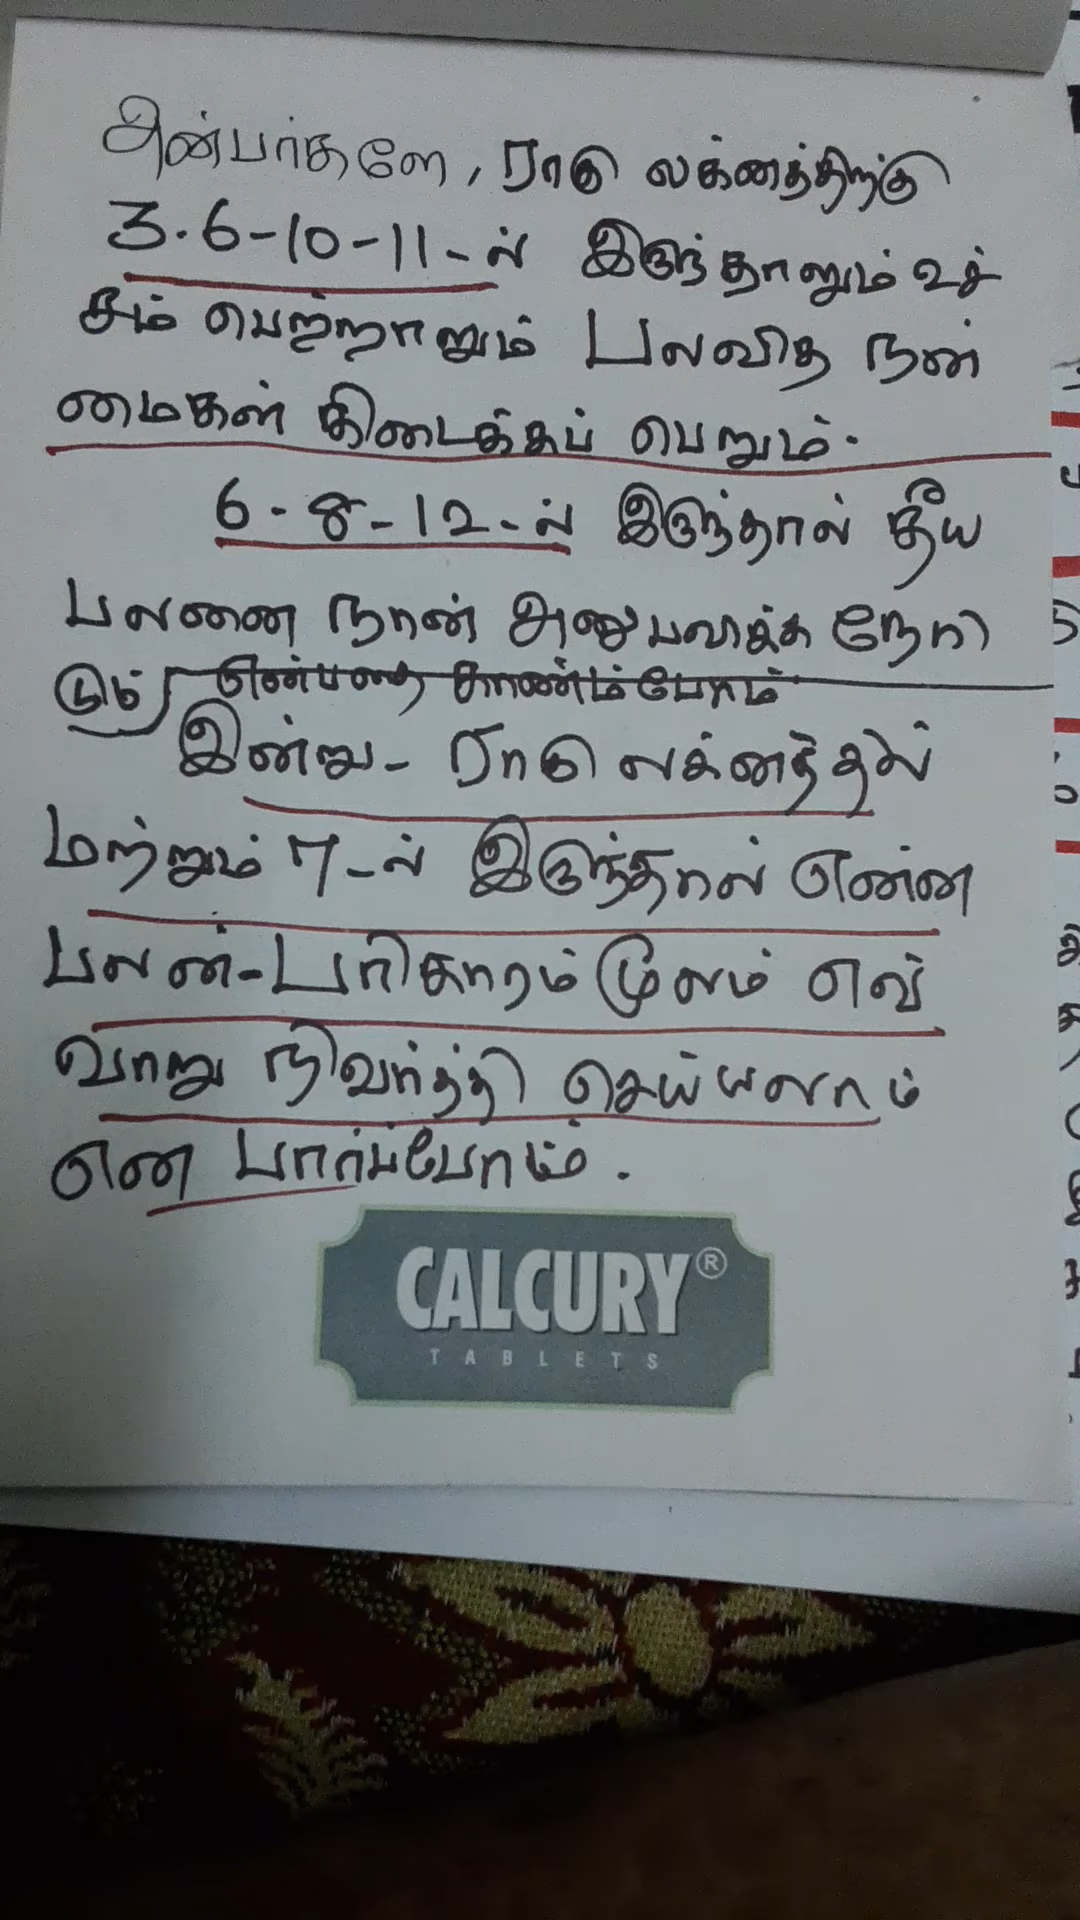 அன்பர்களே, ராகு லக்னத்திற்கு
3.6-10-11-ல் இருந்தாலும் உச்
சம் பெற்றாலும் பலவித நன்
மைகள் கிடைக்கப் பெறும்.
6-8-12-ல் இருந்தால் தீய
பலனை நான் அனுபவிக்க நேரி
டும் என்பதை காண்ம்போம்
இன்று- ராகு லக்னத்தில்
மற்றும் 7-ல் இருந்தால் என்ன
பலன்-பரிகாரம் மூலம் எவ்
வாறு நிவர்த்தி செய்யலாம்
என பார்ப்போம்.
CALCURY®
TABLETS